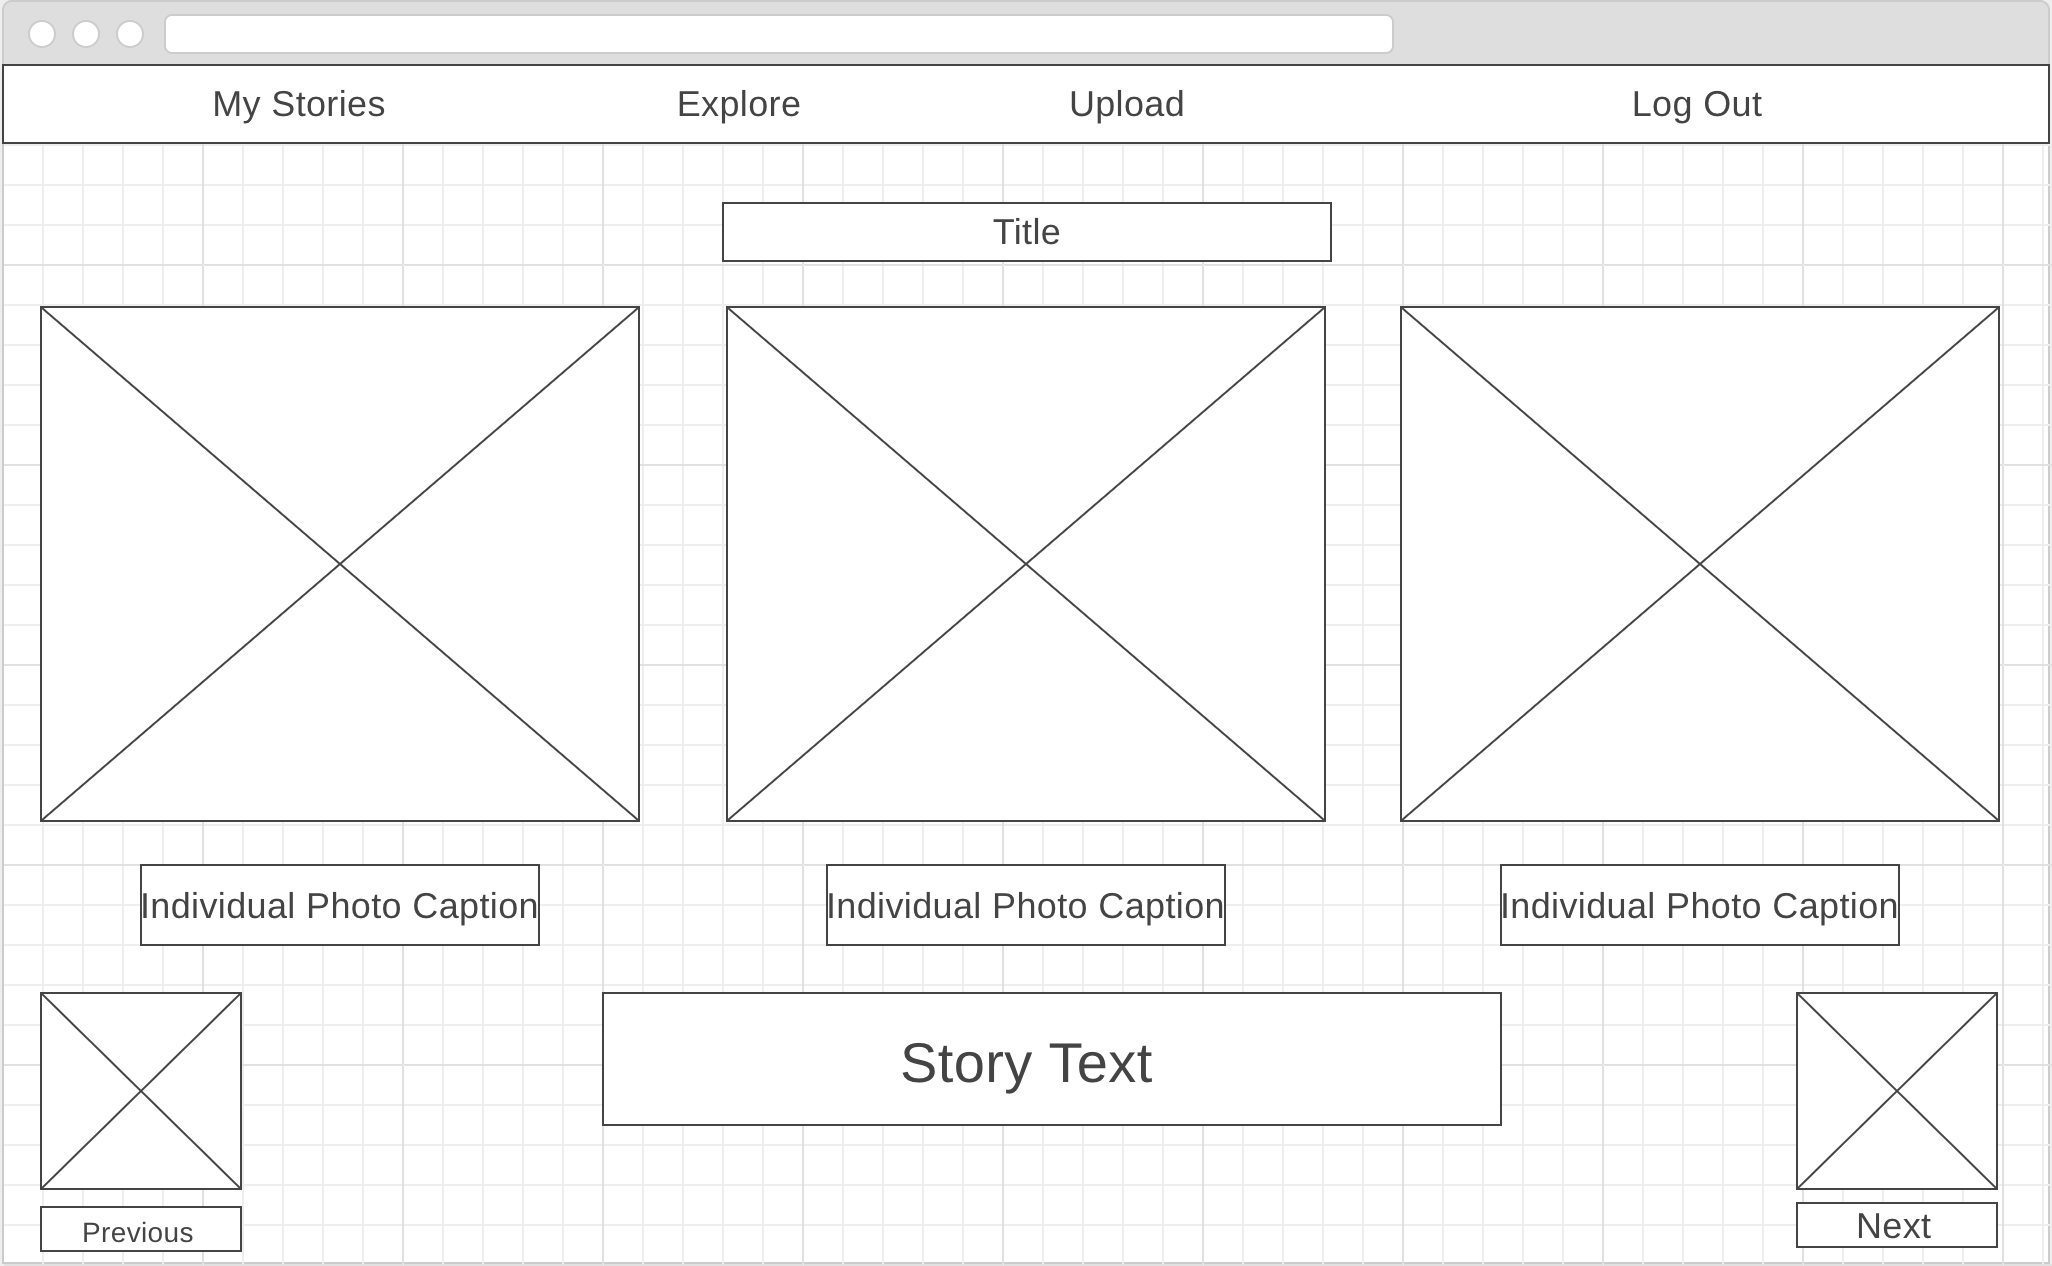 My Stories
Explore
Upload
Log Out
Title
Individual Photo Caption
Individual Photo Caption
Individual Photo Caption
Story Text
Previous
Next